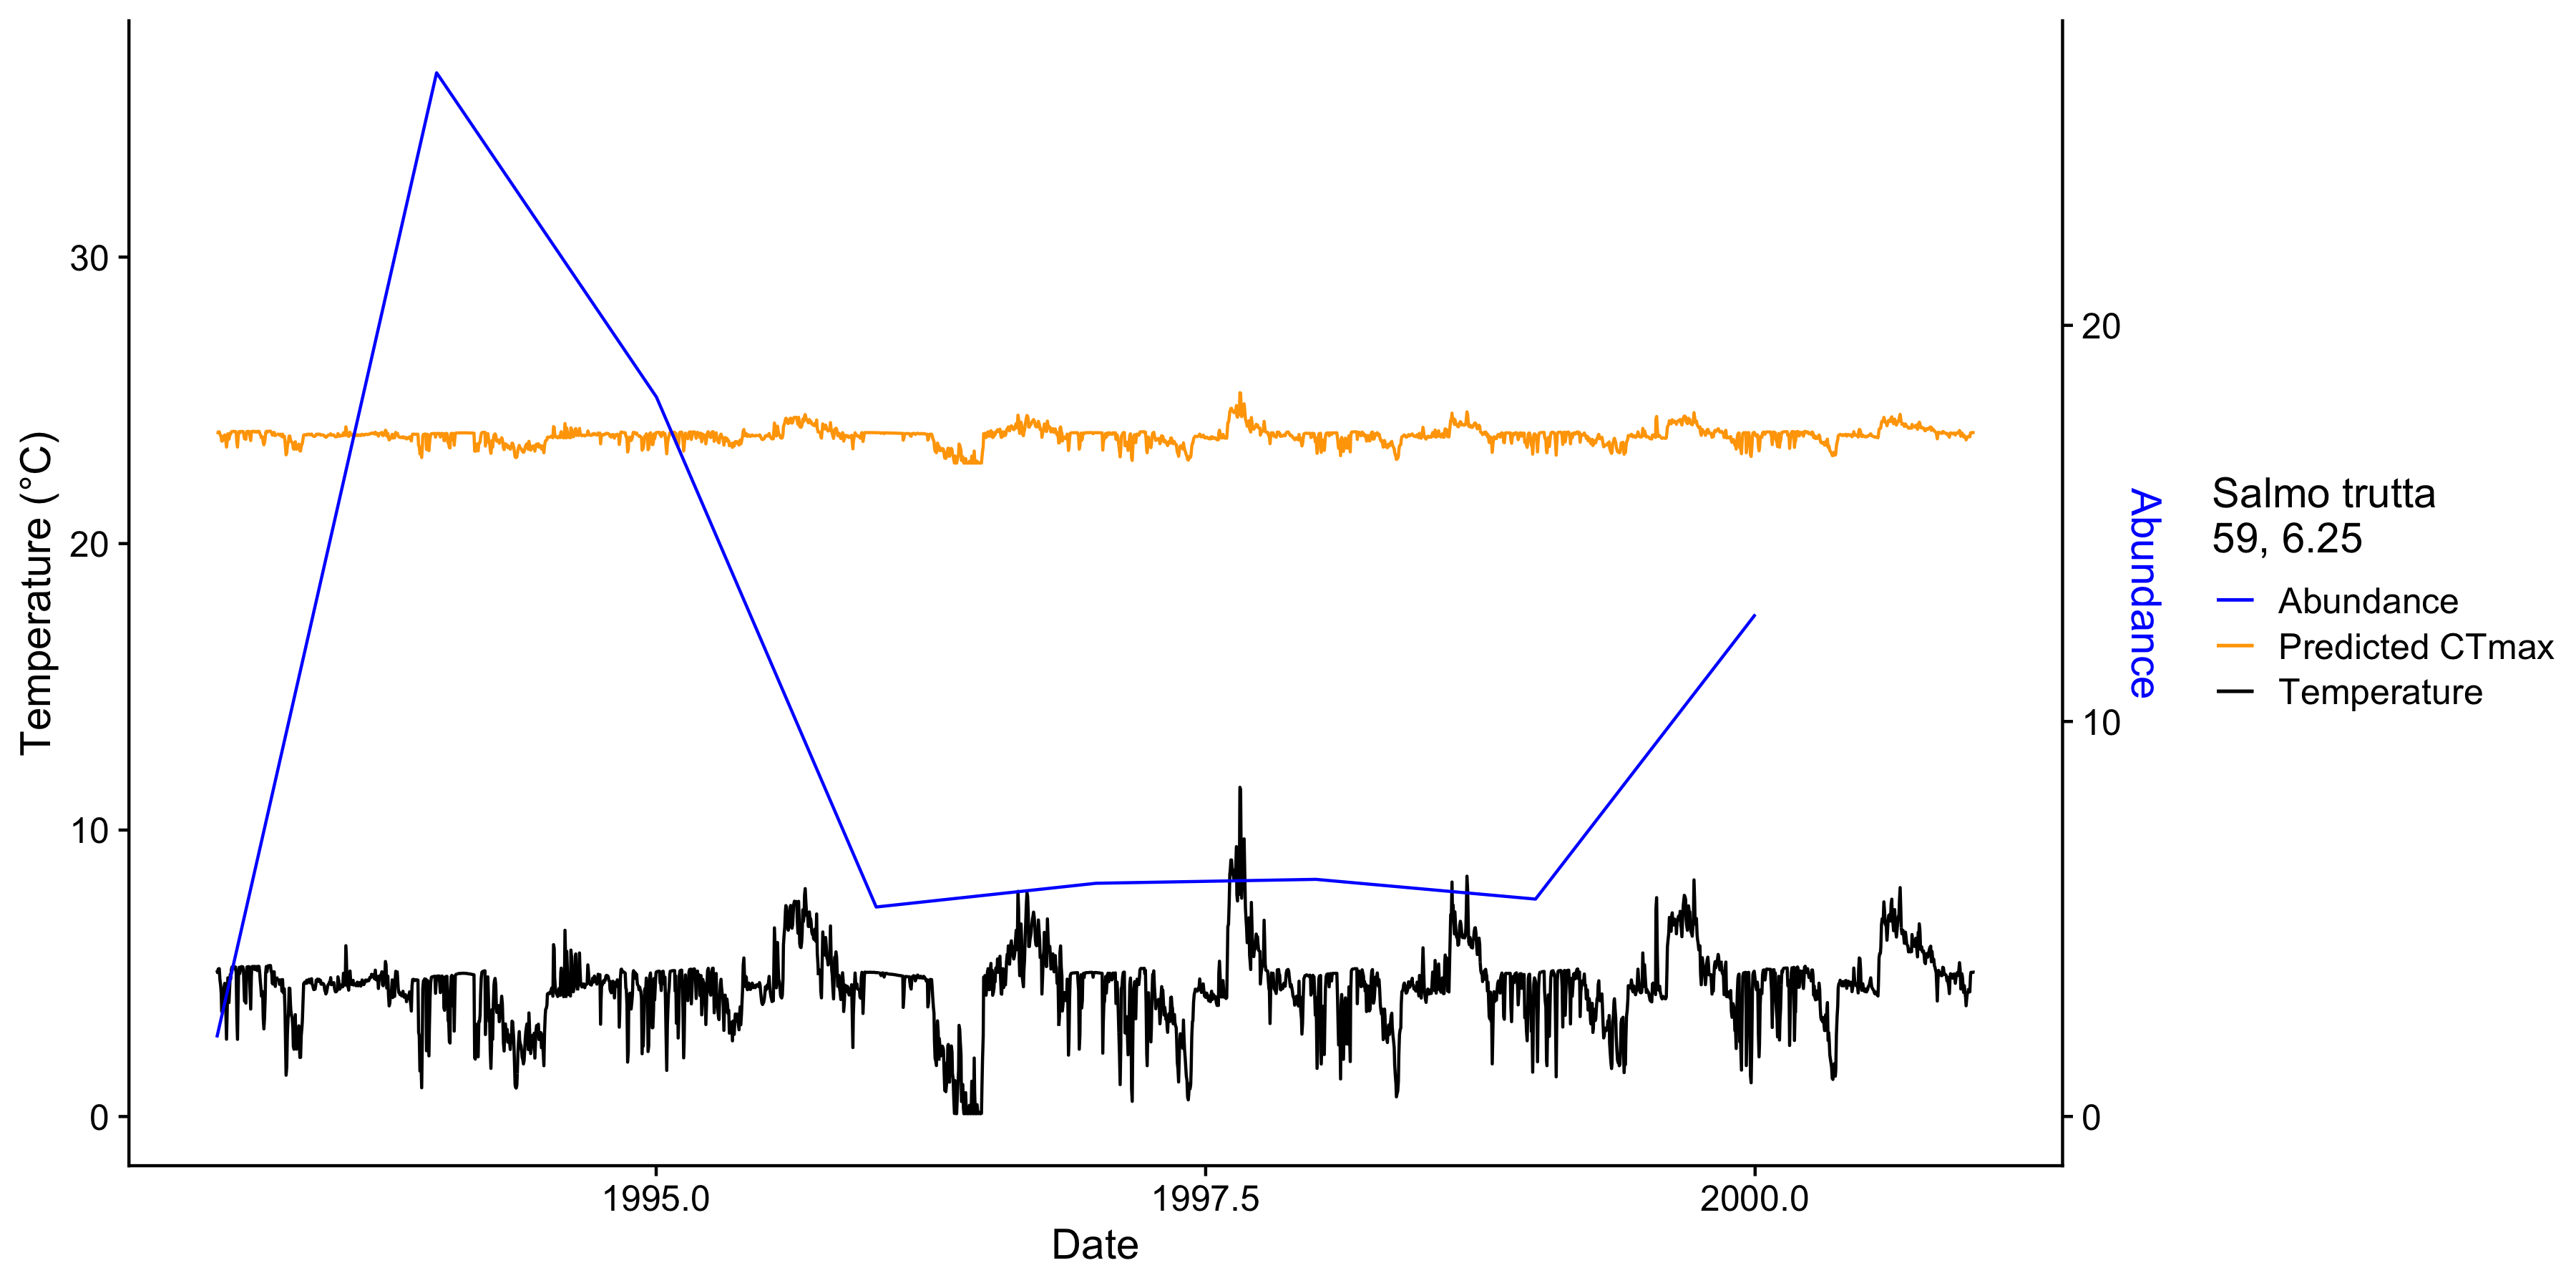 Temperature (°C)
30
20
10
0
1995.0
1997.5
2000.0
Date
20
10
0
Abundance
Salmo trutta
59, 6.25
Abundance
Predicted CTmax
Temperature